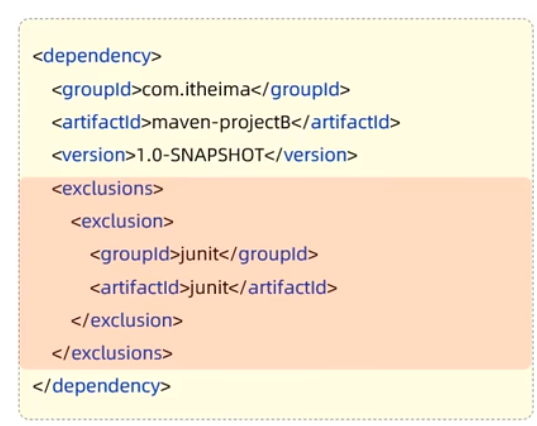 <dependency>
<groupId>com.itheima</groupId>
<artifactId>maven-projectB</artifactId>
<version>1.0-SNAPSHOT</version>
<exclusions>
<exclusion>
<groupId>junit</groupId>
<artifactId>junit</artifactId>
</exclusion>
</exclusions>
</dependency>